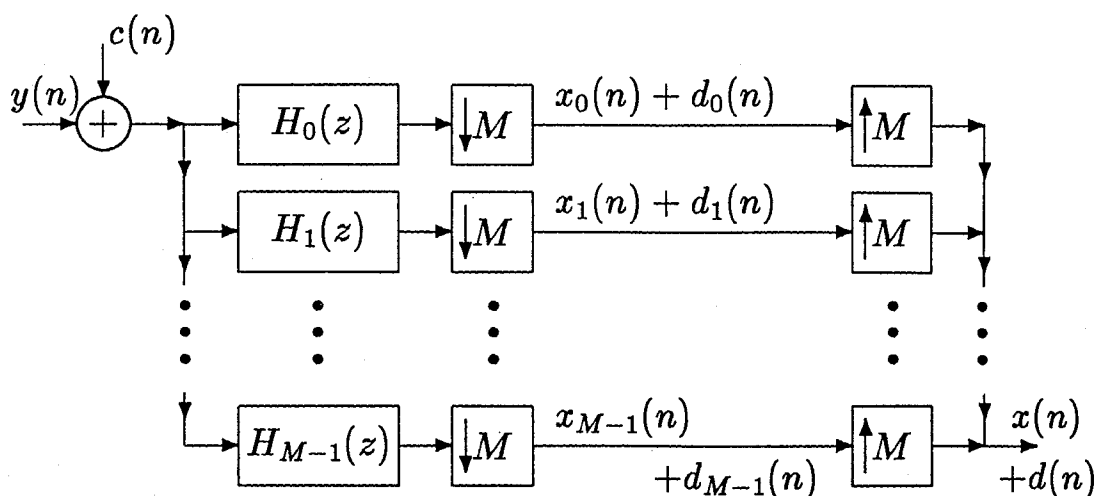 c(n)
y(n)
+
H_0(z)
↓M
x_0(n) + d_0(n)
↑M
H_1(z)
↓M
x_1(n) + d_1(n)
↑M
H_{M-1}(z)
↓M
x_{M-1}(n)
+d_{M-1}(n)
↑M
x(n)
+d(n)